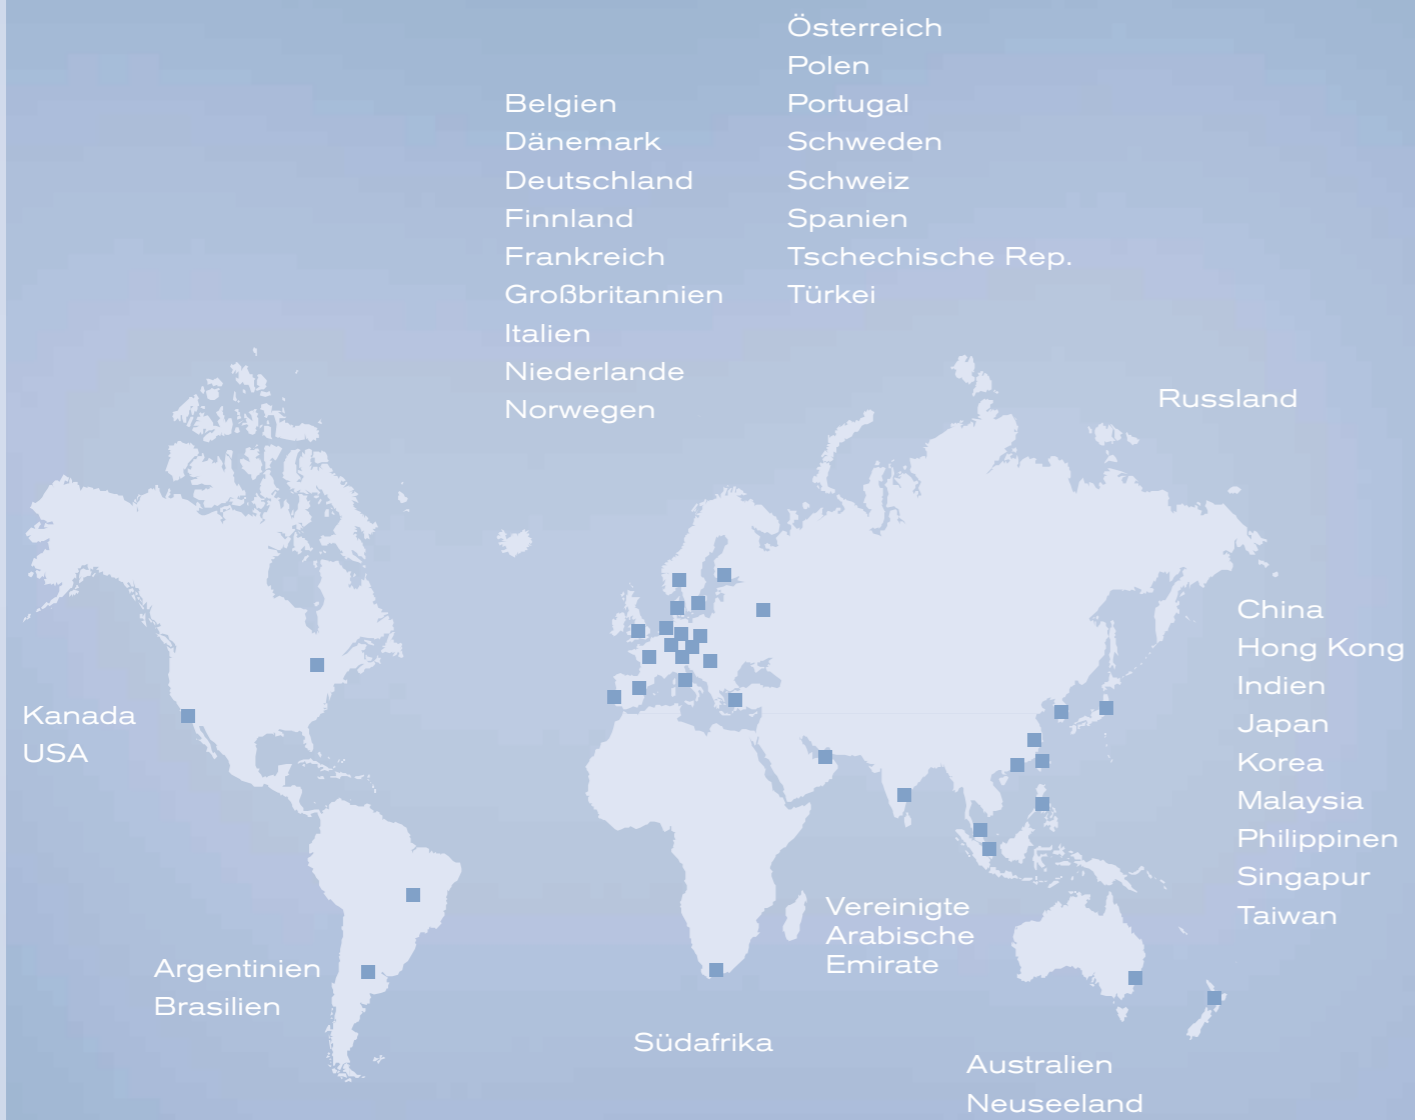 Belgien
Dänemark
Deutschland
Finnland
Frankreich
Großbritannien
Italien
Niederlande
Norwegen
Österreich
Polen
Portugal
Schweden
Schweiz
Spanien
Tschechische Rep.
Türkei
Russland
Kanada
USA
China
Hong Kong
Indien
Japan
Korea
Malaysia
Philippinen
Singapur
Taiwan
Argentinien
Brasilien
Vereinigte
Arabische
Emirate
Südafrika
Australien
Neuseeland